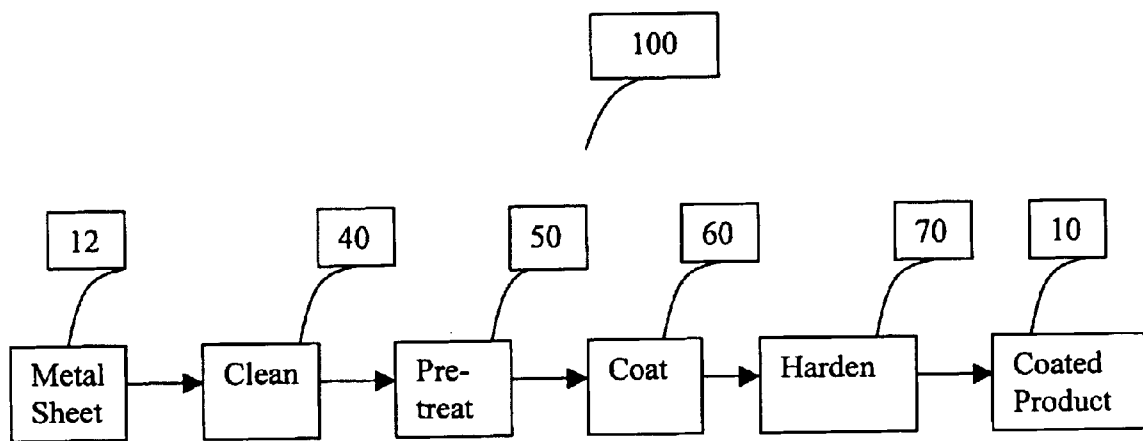 100
12
40
50
60
70
10
Metal
Sheet
Clean
Pre-
treat
Coat
Harden
Coated
Product